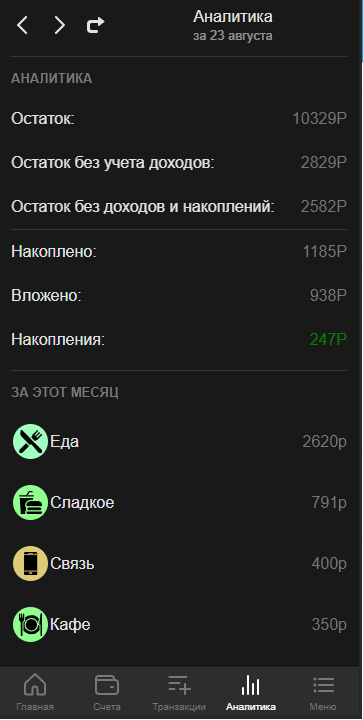 Аналитика
за 23 августа
АНАЛИТИКА
Остаток: 10329Р
Остаток без учета доходов: 2829Р
Остаток без доходов и накоплений: 2582Р
Накоплено: 1185Р
Вложено: 938Р
Накопления: 247Р
ЗА ЭТОТ МЕСЯЦ
Еда 2620р
Сладкое 791р
Связь 400р
Кафе 350р
Главная Счета Транзакции Аналитика Меню